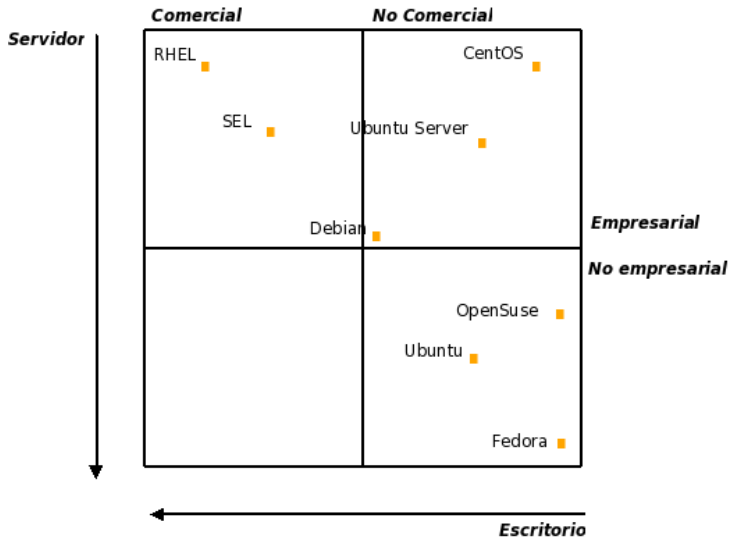 Comercial
No Comercial
Servidor
RHEL
CentOS
SEL
Ubuntu Server
Debian
Empresarial
No empresarial
OpenSuse
Ubuntu
Fedora
Escritorio